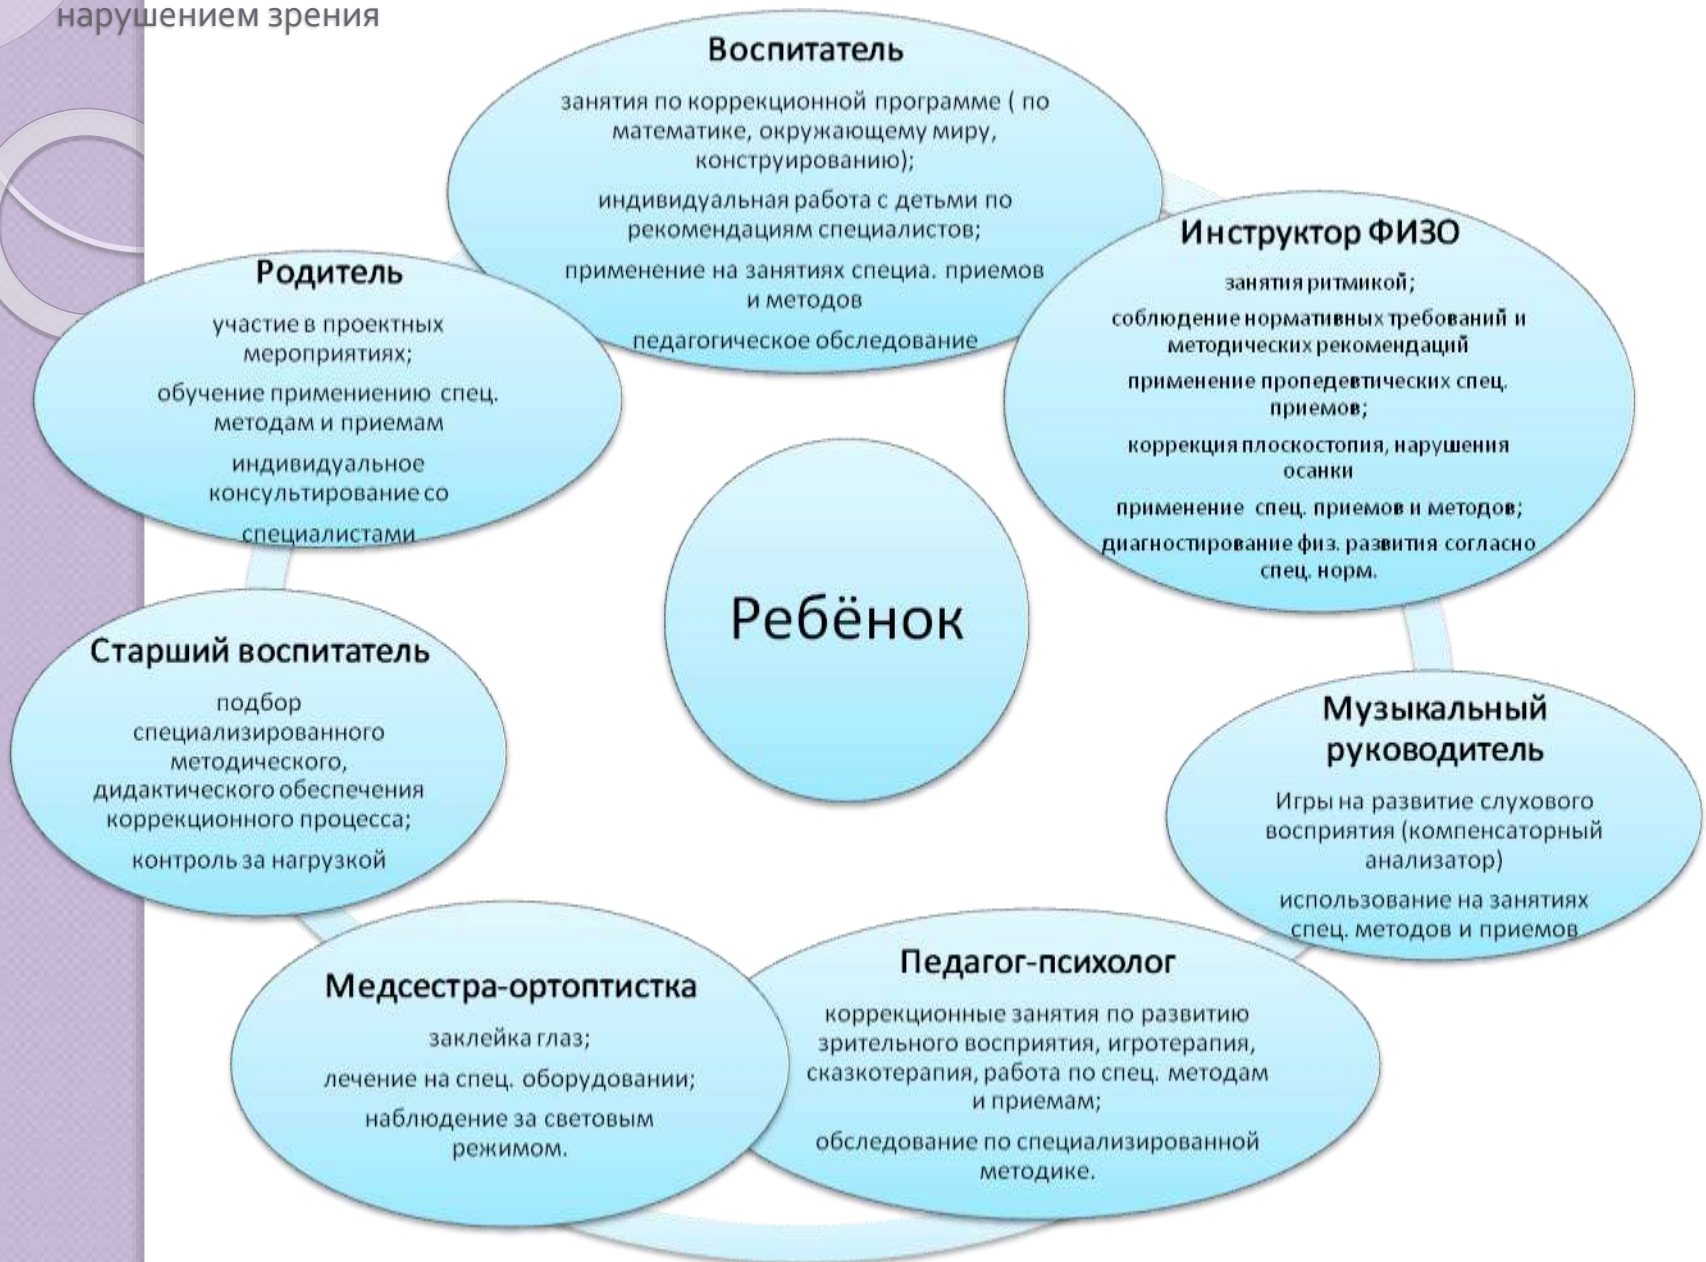 нарушением зрения
Воспитатель
занятия по коррекционной программе ( по
математике, окружающему миру,
конструированию);
индивидуальная работа с детьми по
рекомендациям специалистов;
применение на занятиях специа. приемов
и методов
педагогическое обследование
Инструктор ФИЗО
занятия ритмикой;
соблюдение нормативных требований и
методических рекомендаций
применение пропедевтических спец.
приемов;
коррекция плоскостопия, нарушения
осанки
применение спец. приемов и методов;
диагностирование физ. развития согласно
спец. норм.
Музыкальный
руководитель
Игры на развитие слухового
восприятия (компенсаторный
анализатор)
использование на занятиях
спец. методов и приемов
Педагог-психолог
коррекционные занятия по развитию
зрительного восприятия, игротерапия,
сказкотерапия, работа по спец. методам
и приемам;
обследование по специализированной
методике.
Медсестра-ортоптистка
заклейка глаз;
лечение на спец. оборудовании;
наблюдение за световым
режимом.
Старший воспитатель
подбор
специализированного
методического,
дидактического обеспечения
коррекционного процесса;
контроль за нагрузкой
Родитель
участие в проектных
мероприятиях;
обучение примениению спец.
методам и приемам
индивидуальное
консультирование со
специалистами
Ребёнок